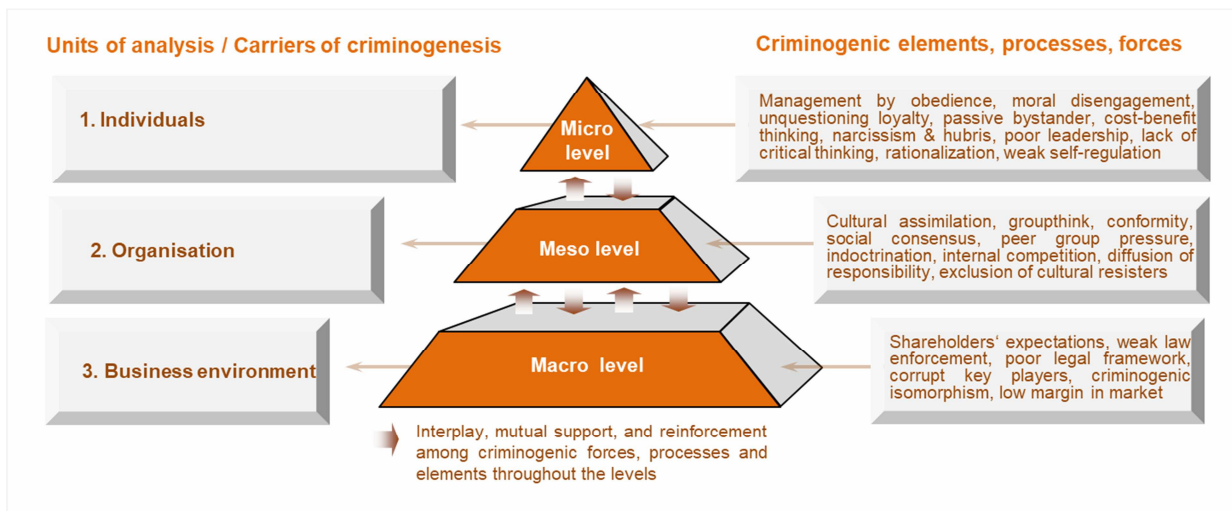 Units of analysis / Carriers of criminogenesis
Criminogenic elements, processes, forces
1. Individuals
Micro
level
Management by obedience, moral disengagement,
unquestioning loyalty, passive bystander, cost-benefit
thinking, narcissism & hubris, poor leadership, lack of
critical thinking, rationalization, weak self-regulation
2. Organisation
Meso level
Cultural assimilation, groupthink, conformity,
social consensus, peer group pressure,
indoctrination, internal competition, diffusion of
responsibility, exclusion of cultural resisters
3. Business environment
Macro level
Shareholders‘ expectations, weak law
enforcement, poor legal framework,
corrupt key players, criminogenic
isomorphism, low margin in market
Interplay, mutual support, and reinforcement
among criminogenic forces, processes and
elements throughout the levels